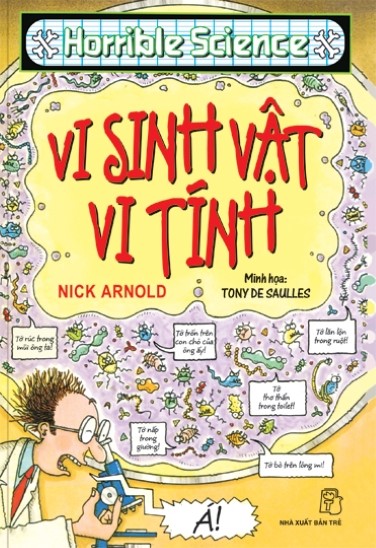 Horrible Science
VI SINH VẬT
VI TÍNH
NICK ARNOLD
Minh họa:
TONY DE SAULLES
Tớ rúc trong
mũi ông ta!
Tớ trốn trên
con chó của
ông ấy!
Tớ lẩn lộn
trong ruột!
Tớ nấp
trong
giường!
Tớ
thơ thẩn
trong toilet!
Tớ bò trên lông mi!
Á!
NHÀ XUẤT BẢN TRẺ